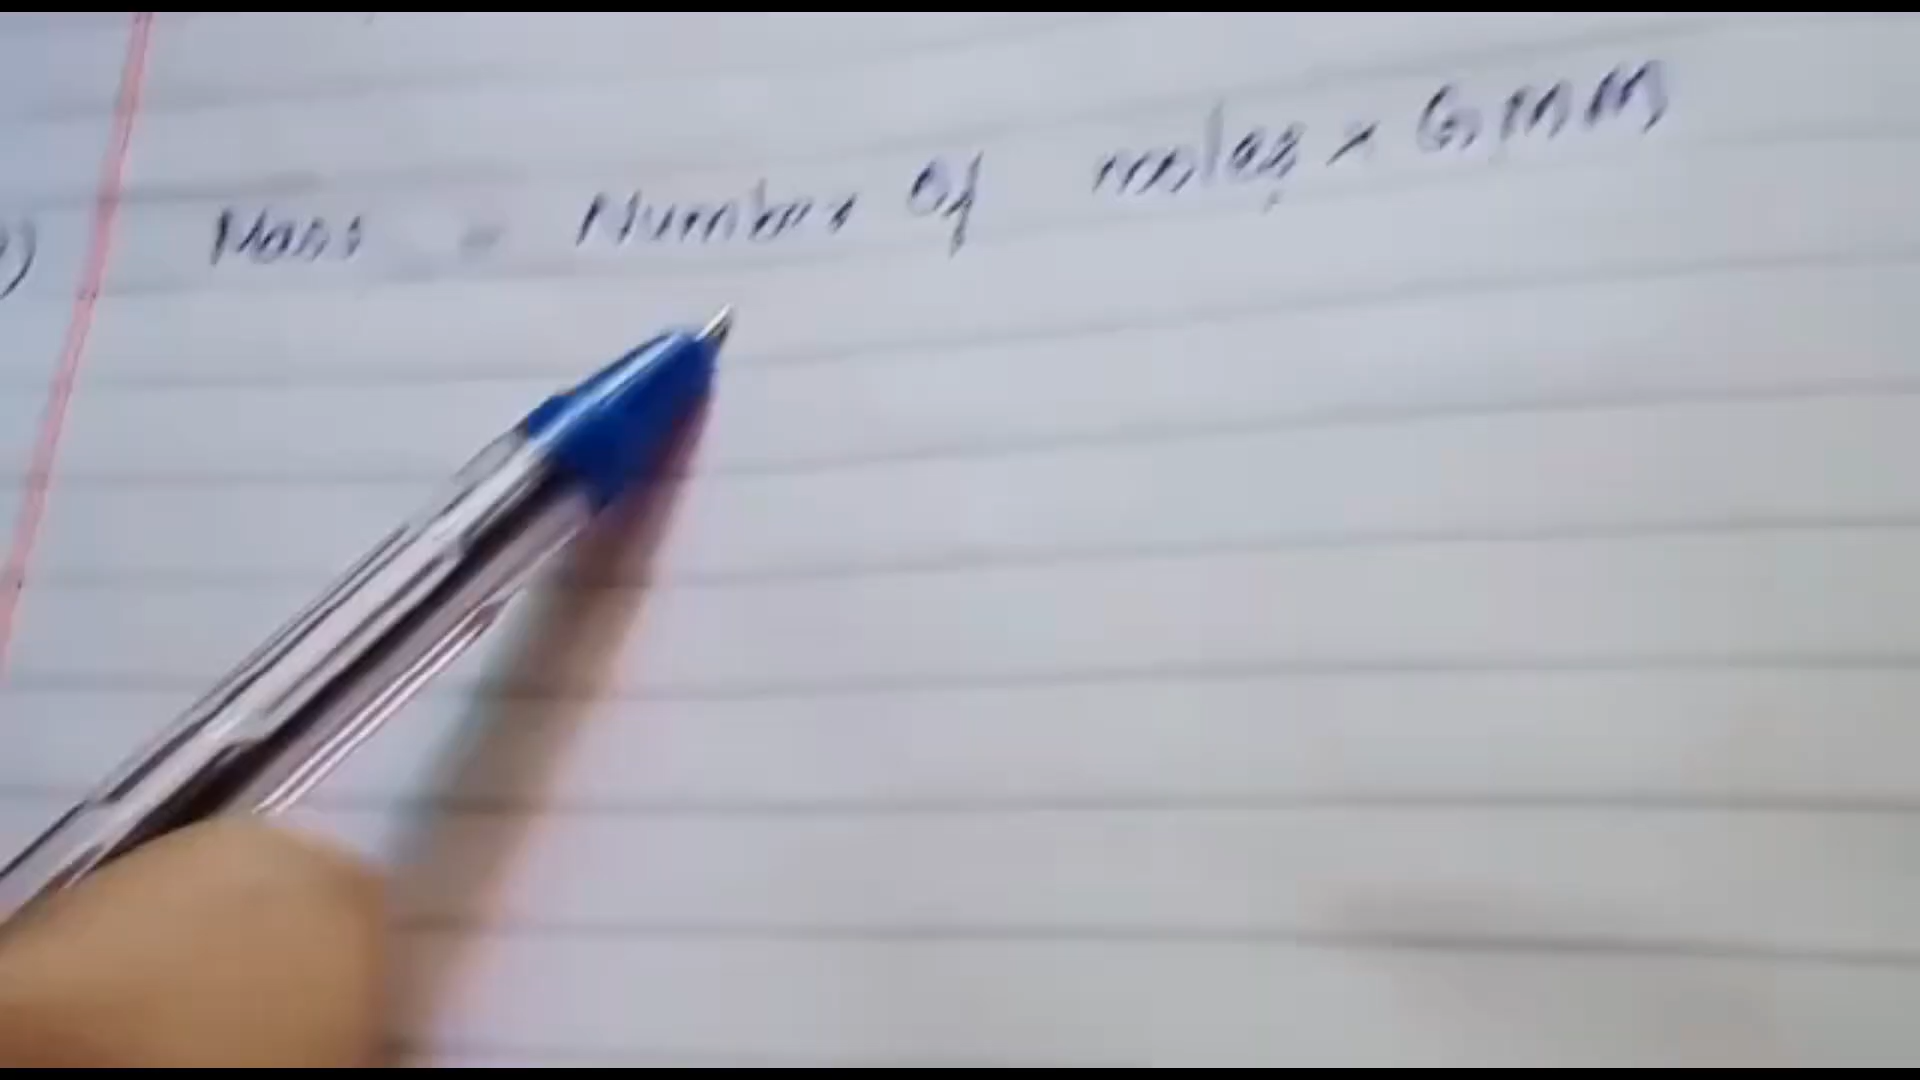 ) Mass = Number Of moles × GMM